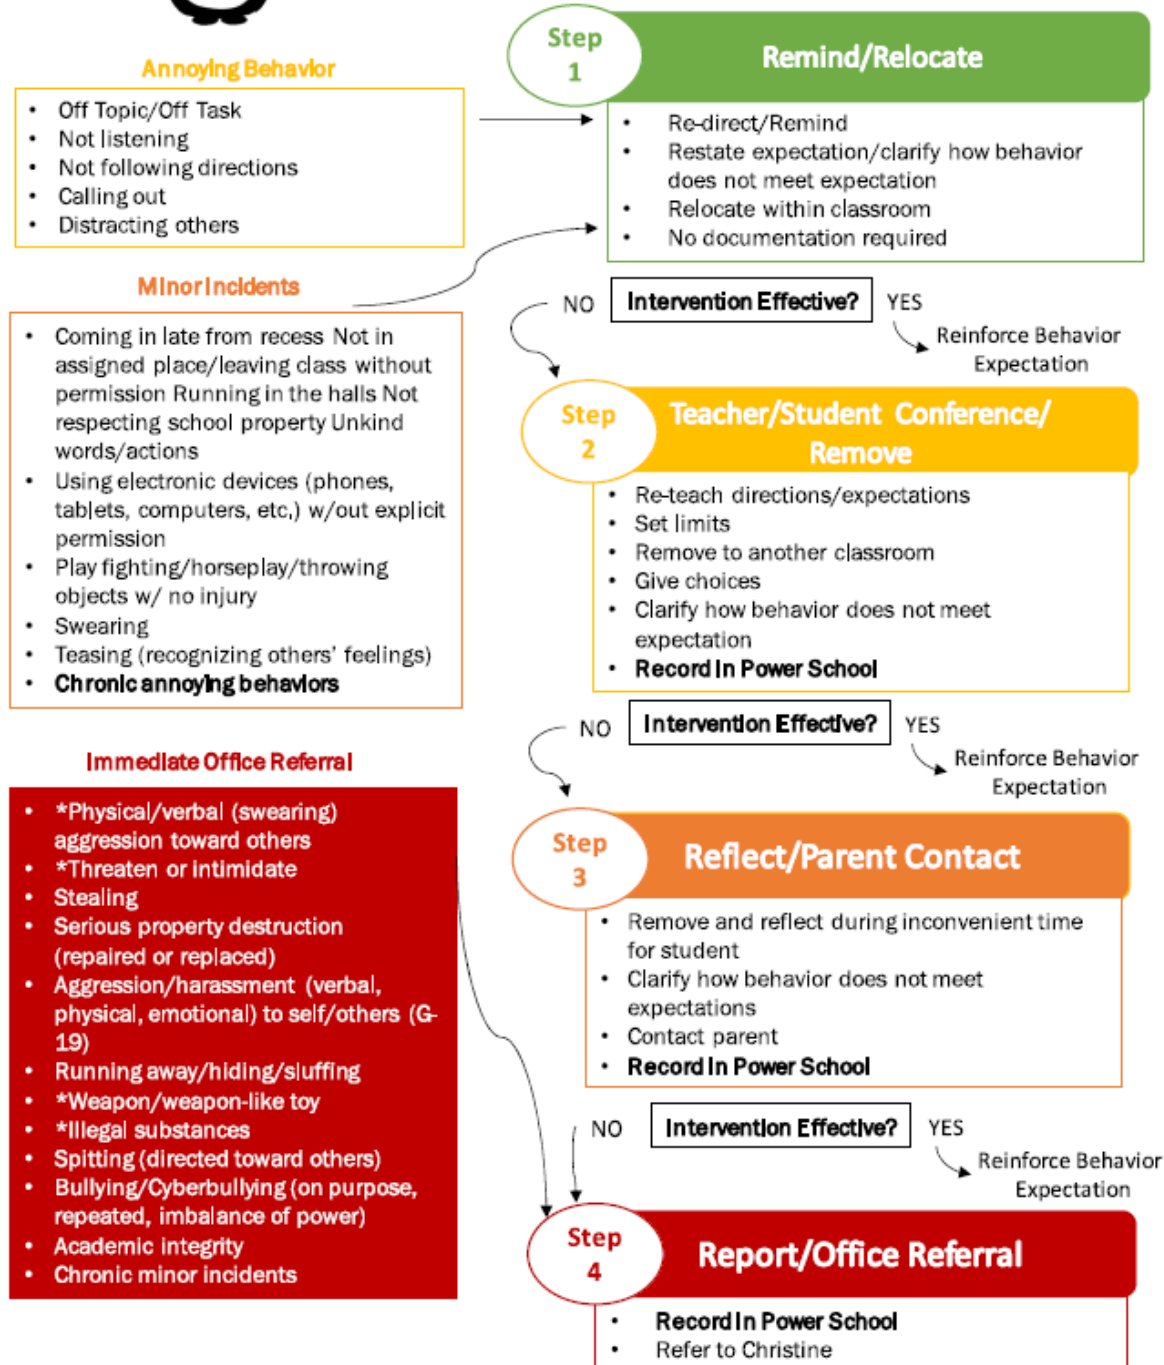 Annoying Behavior
• Off Topic/Off Task
• Not listening
• Not following directions
• Calling out
• Distracting others
Minor Incidents
• Coming in late from recess Not in
assigned place/leaving class without
permission Running in the halls Not
respecting school property Unkind
words/actions
• Using electronic devices (phones,
tablets, computers, etc.) w/out explicit
permission
• Play fighting/horseplay/throwing
objects w/ no injury
• Swearing
• Teasing (recognizing others' feelings)
• Chronic annoying behaviors
Immediate Office Referral
• *Physical/verbal (swearing)
aggression toward others
• *Threaten or intimidate
• Stealing
• Serious property destruction
(repaired or replaced)
• Aggression/harassment (verbal,
physical, emotional) to self/others (G-
19)
• Running away/hiding/sluffing
• *Weapon/weapon-like toy
• *Illegal substances
• Spitting (directed toward others)
• Bullying/Cyberbullying (on purpose,
repeated, imbalance of power)
• Academic integrity
• Chronic minor incidents
Step
1
Remind/Relocate
• Re-direct/Remind
• Restate expectation/clarify how behavior
does not meet expectation
• Relocate within classroom
• No documentation required
NO
Intervention Effective?
YES
Reinforce Behavior
Expectation
Step
2
Teacher/Student Conference/
Remove
• Re-teach directions/expectations
• Set limits
• Remove to another classroom
• Give choices
• Clarify how behavior does not meet
expectation
• Record in Power School
NO
Intervention Effective?
YES
Reinforce Behavior
Expectation
Step
3
Reflect/Parent Contact
• Remove and reflect during inconvenient time
for student
• Clarify how behavior does not meet
expectations
• Contact parent
• Record in Power School
NO
Intervention Effective?
YES
Reinforce Behavior
Expectation
Step
4
Report/Office Referral
• Record in Power School
• Refer to Christine